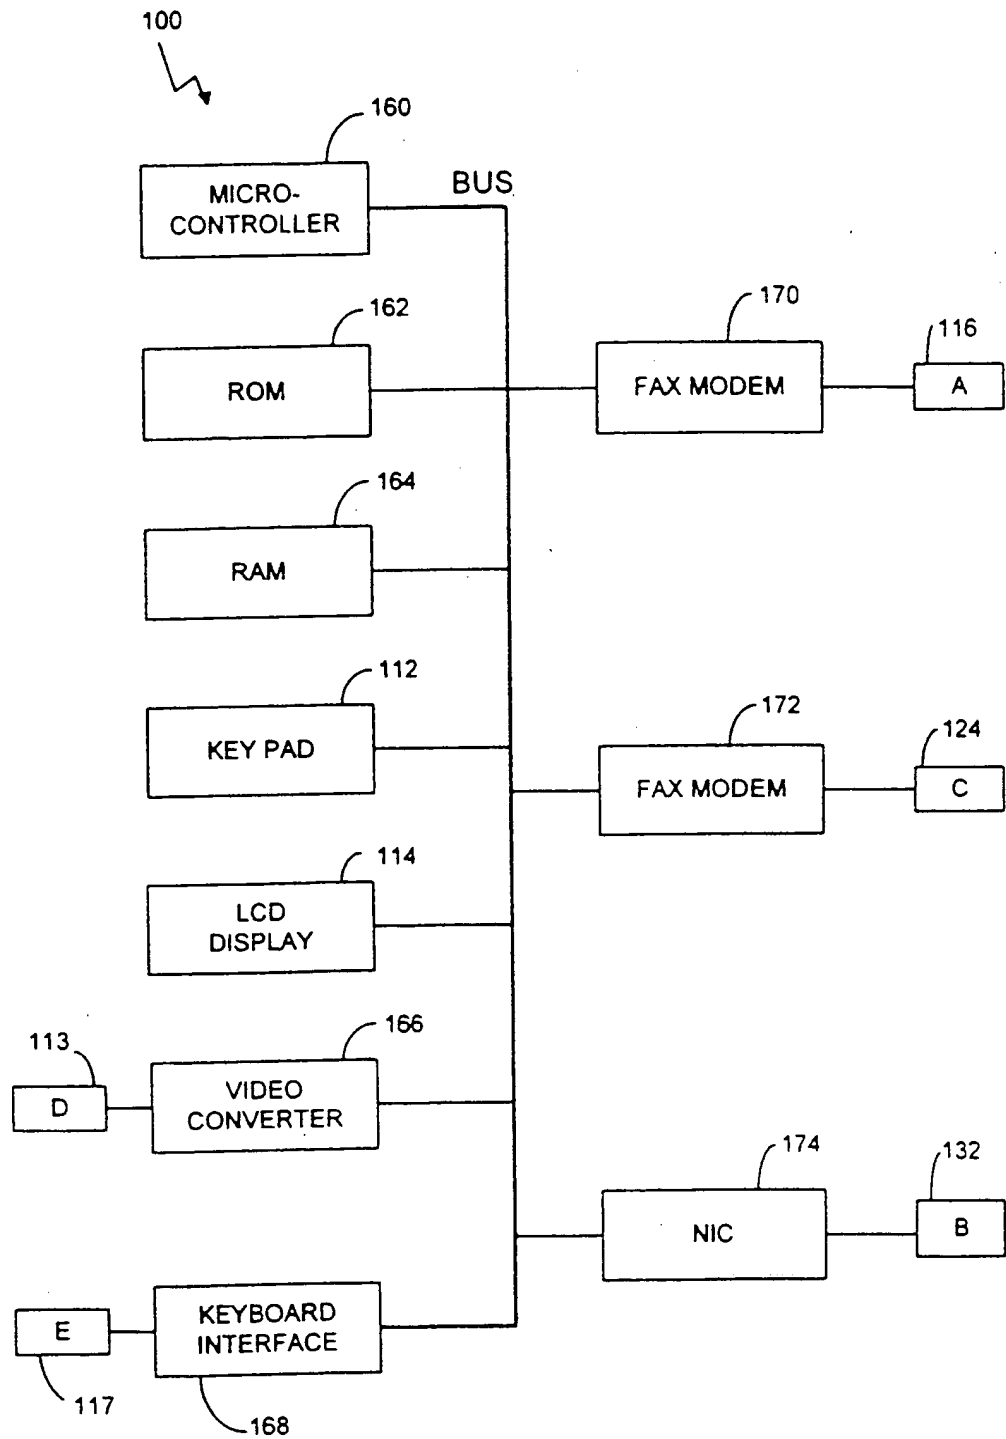 100
160
MICRO-
CONTROLLER
BUS
162
ROM
170
FAX MODEM
116
A
164
RAM
112
KEY PAD
172
FAX MODEM
124
C
114
LCD
DISPLAY
113
D
166
VIDEO
CONVERTER
174
NIC
132
B
E
117
KEYBOARD
INTERFACE
168